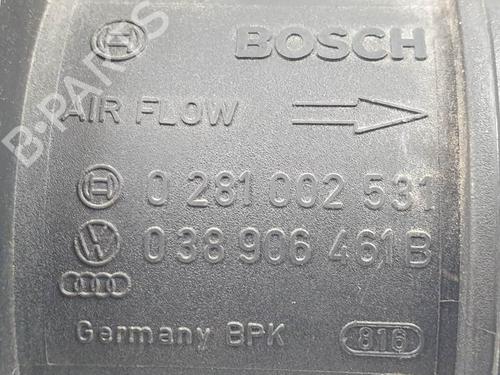 BOSCH
AIR FLOW
0 281 002 531
038 906 461 B
Germany BPK 816
B-PARTS